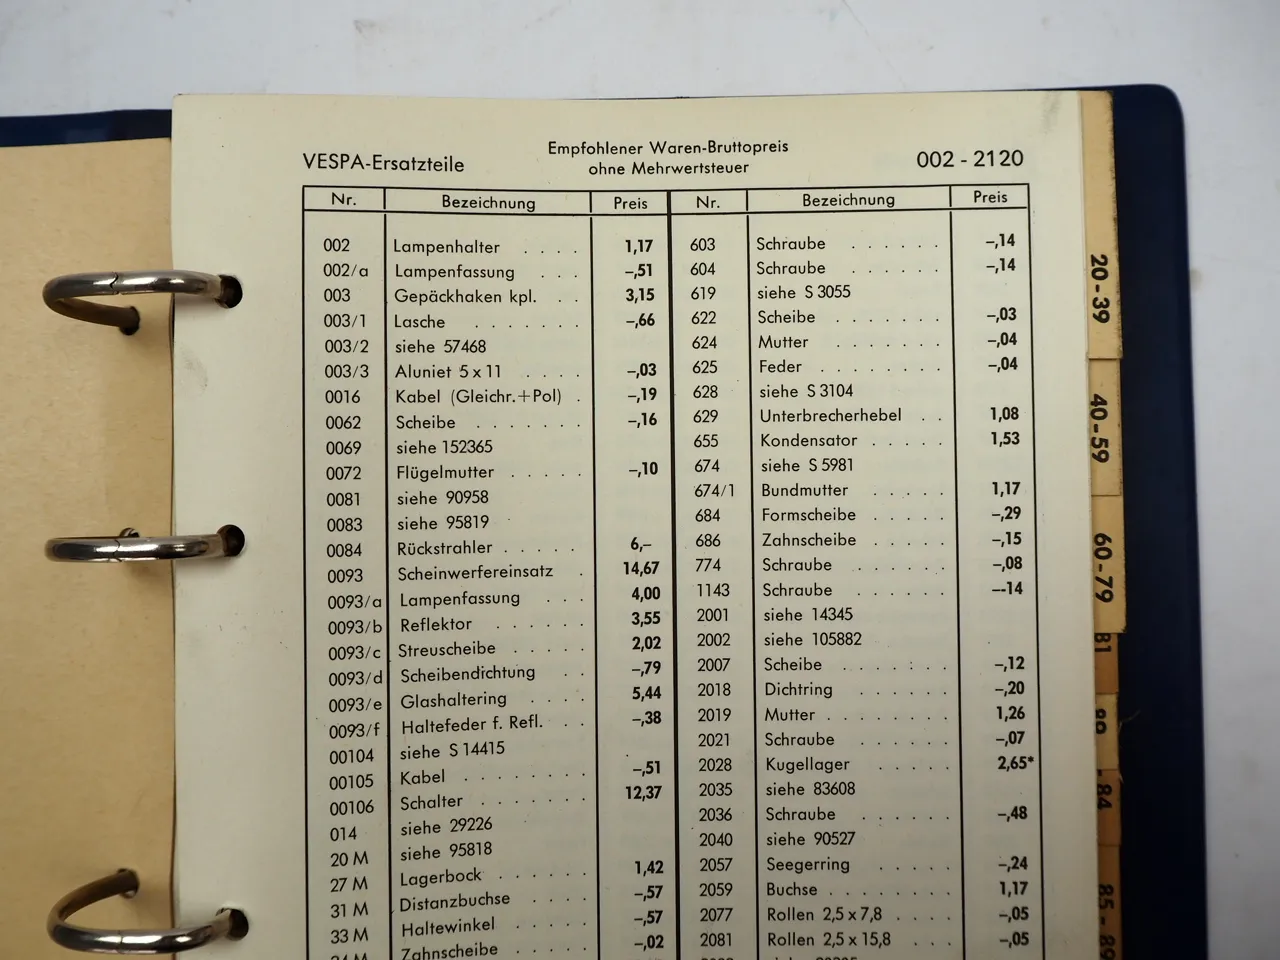 VESPA-Ersatzteile
Empfohlener Waren-Bruttopreis
ohne Mehrwertsteuer
002 - 2120
Nr. Bezeichnung Preis
002 Lampenhalter . . . . 1,17
002/a Lampenfassung . . . –,51
003 Gepäckhaken kpl. . . 3,15
003/1 Lasche . . . . . . . –,66
003/2 siehe 57468
003/3 Aluniet 5 x 11 . . . . –,03
0016 Kabel (Gleichr.+Pol) . –,19
0062 Scheibe . . . . . . . –,16
0069 siehe 152365
0072 Flügelmutter . . . . . –,10
0081 siehe 90958
0083 siehe 95819
0084 Rückstrahler . . . . . 6,–
0093 Scheinwerfereinsatz . 14,67
0093/a Lampenfassung . . . 4,00
0093/b Reflektor . . . . . . 3,55
0093/c Streuscheibe . . . . . 2,02
0093/d Scheibendichtung . . –,79
0093/e Glashaltering . . . . 5,44
0093/f Haltefeder f. Refl. . . –,38
00104 siehe S 14415
00105 Kabel . . . . . . . –,51
00106 Schalter . . . . . . 12,37
014 siehe 29226
20 M siehe 95818
27 M Lagerbock . . . . . 1,42
31 M Distanzbuchse . . . . –,57
33 M Haltewinkel . . . . . –,57
34 M Zahnscheibe . . . . . –,02
Nr. Bezeichnung Preis
603 Schraube . . . . . . –,14
604 Schraube . . . . . . –,14
619 siehe S 3055
622 Scheibe . . . . . . . –,03
624 Mutter . . . . . . . –,04
625 Feder . . . . . . . . –,04
628 siehe S 3104
629 Unterbrecherhebel . . 1,08
655 Kondensator . . . . . 1,53
674 siehe S 5981
674/1 Bundmutter . . . . . 1,17
684 Formscheibe . . . . . –,29
686 Zahnscheibe . . . . . –,15
774 Schraube . . . . . . –,08
1143 Schraube . . . . . . –-14
2001 siehe 14345
2002 siehe 105882
2007 Scheibe . . . . . . . –,12
2018 Dichtring . . . . . . –,20
2019 Mutter . . . . . . . . 1,26
2021 Schraube . . . . . . –,07
2028 Kugellager . . . . . 2,65*
2035 siehe 83608
2036 Schraube . . . . . . –,48
2040 siehe 90527
2057 Seegerring . . . . . –,24
2059 Buchse . . . . . . . . 1,17
2077 Rollen 2,5 x 7,8 . . . . –,05
2081 Rollen 2,5 x 15,8 . . . –,05
20-39
40-59
60-79
81
84
85-89